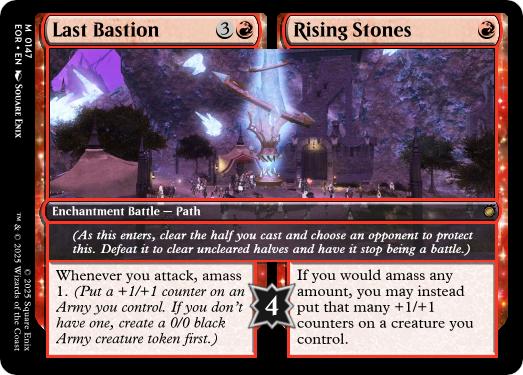 Last Bastion 3
Rising Stones
M 0147
EOR • EN SQUARE ENIX
Enchantment Battle — Path
(As this enters, clear the half you cast and choose an opponent to protect
this. Defeat it to clear uncleared halves and have it stop being a battle.)
Whenever you attack, amass
1. (Put a +1/+1 counter on an
Army you control. If you don't
have one, create a 0/0 black
Army creature token first.)
4
If you would amass any
amount, you may instead
put that many +1/+1
counters on a creature you
control.
™ & © 2025 Wizards of the Coast
© 2025 Square Enix